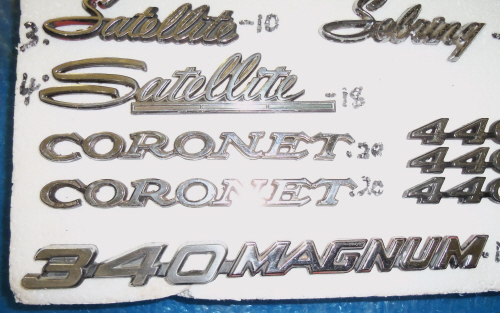 3. Satellite -10 Sebring
4. Satellite -18
CORONET .20 440
440
CORONET .20 440
340 MAGNUM